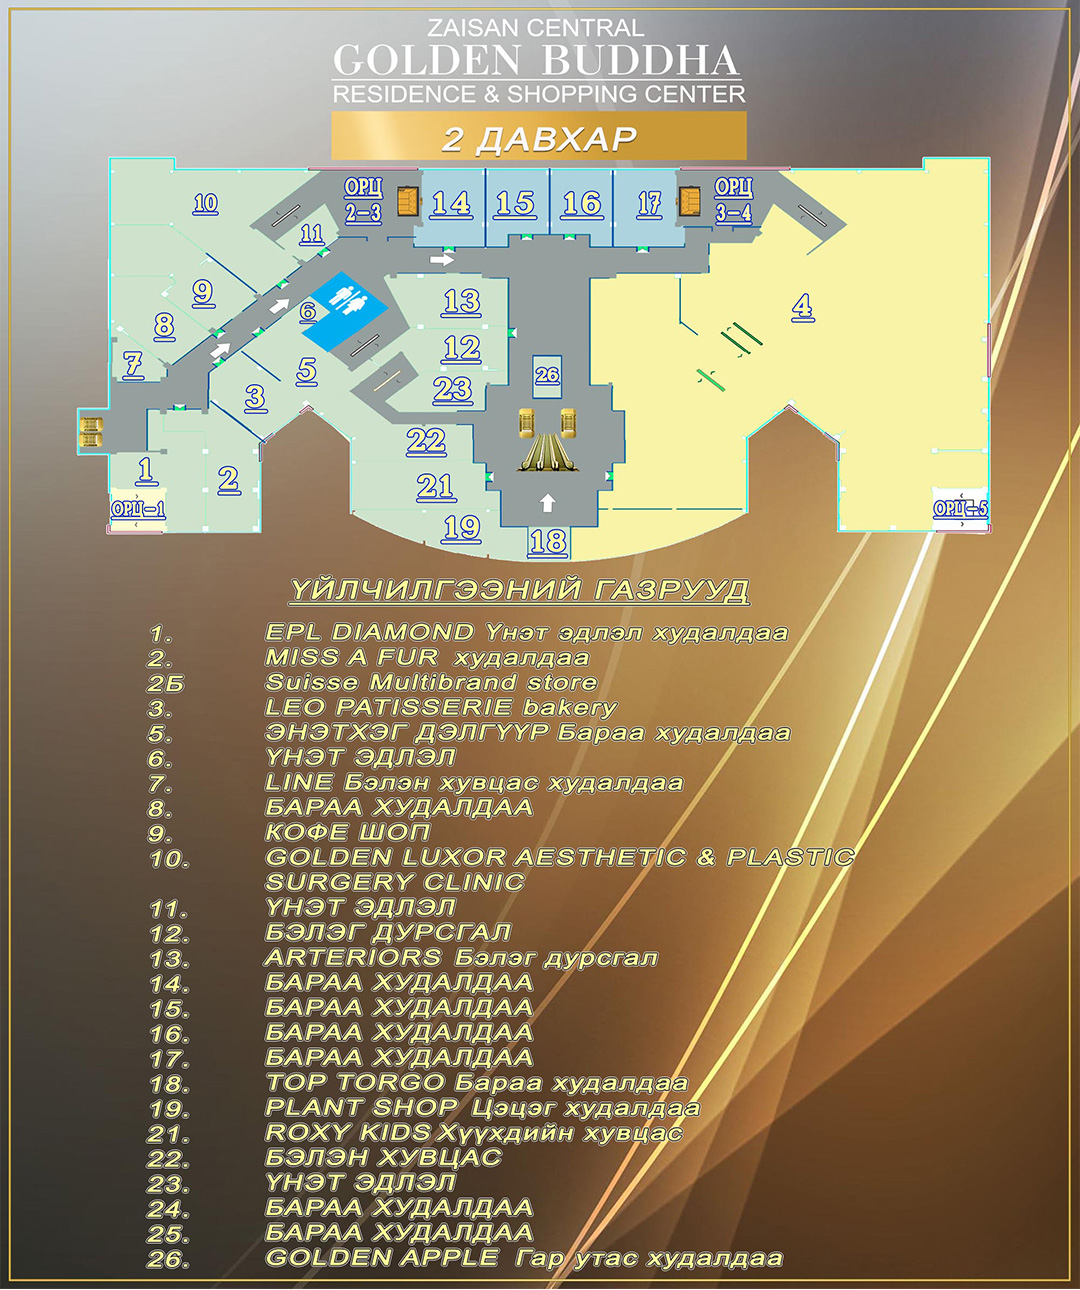 ZAISAN CENTRAL
GOLDEN BUDDHA
RESIDENCE & SHOPPING CENTER
2 ДАВХАР
10
ОРЦ
2-3
14
15
16
17
ОРЦ
3-4
11
9
6
13
4
8
7
5
12
3
23
26
22
1
2
21
ОРЦ-1
19
18
ОРЦ-5
ҮЙЛЧИЛГЭЭНИЙ ГАЗРУУД
1. EPL DIAMOND Үнэт эдлэл худалдаа
2. MISS A FUR худалдаа
2Б Suisse Multibrand store
3. LEO PATISSERIE bakery
5. ЭНЭТХЭГ ДЭЛГҮҮР Бараа худалдаа
6. ҮНЭТ ЭДЛЭЛ
7. LINE Бэлэн хувцас худалдаа
8. БАРАА ХУДАЛДАА
9. КОФЕ ШОП
10. GOLDEN LUXOR AESTHETIC & PLASTIC
SURGERY CLINIC
11. ҮНЭТ ЭДЛЭЛ
12. БЭЛЭГ ДУРСГАЛ
13. ARTERIORS Бэлэг дурсгал
14. БАРАА ХУДАЛДАА
15. БАРАА ХУДАЛДАА
16. БАРАА ХУДАЛДАА
17. БАРАА ХУДАЛДАА
18. TOP TORGO Бараа худалдаа
19. PLANT SHOP Цэцэг худалдаа
21. ROXY KIDS Хүүхдийн хувцас
22. БЭЛЭН ХУВЦАС
23. ҮНЭТ ЭДЛЭЛ
24. БАРАА ХУДАЛДАА
25. БАРАА ХУДАЛДАА
26. GOLDEN APPLE Гар утас худалдаа